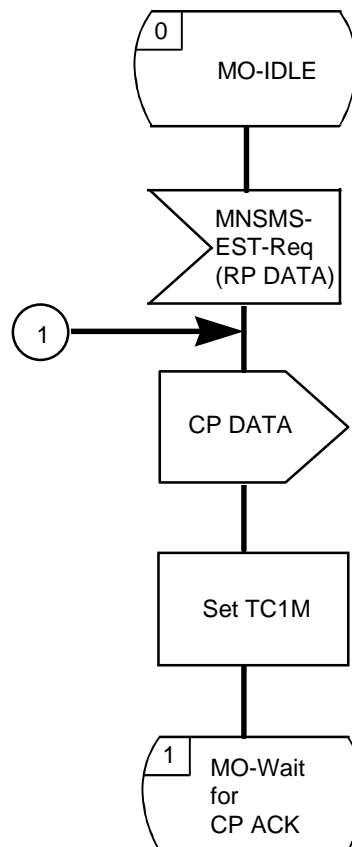 0
MO-IDLE
MNSMS-
EST-Req
(RP DATA)
1
CP DATA
Set TC1M
1
MO-Wait
for
CP ACK